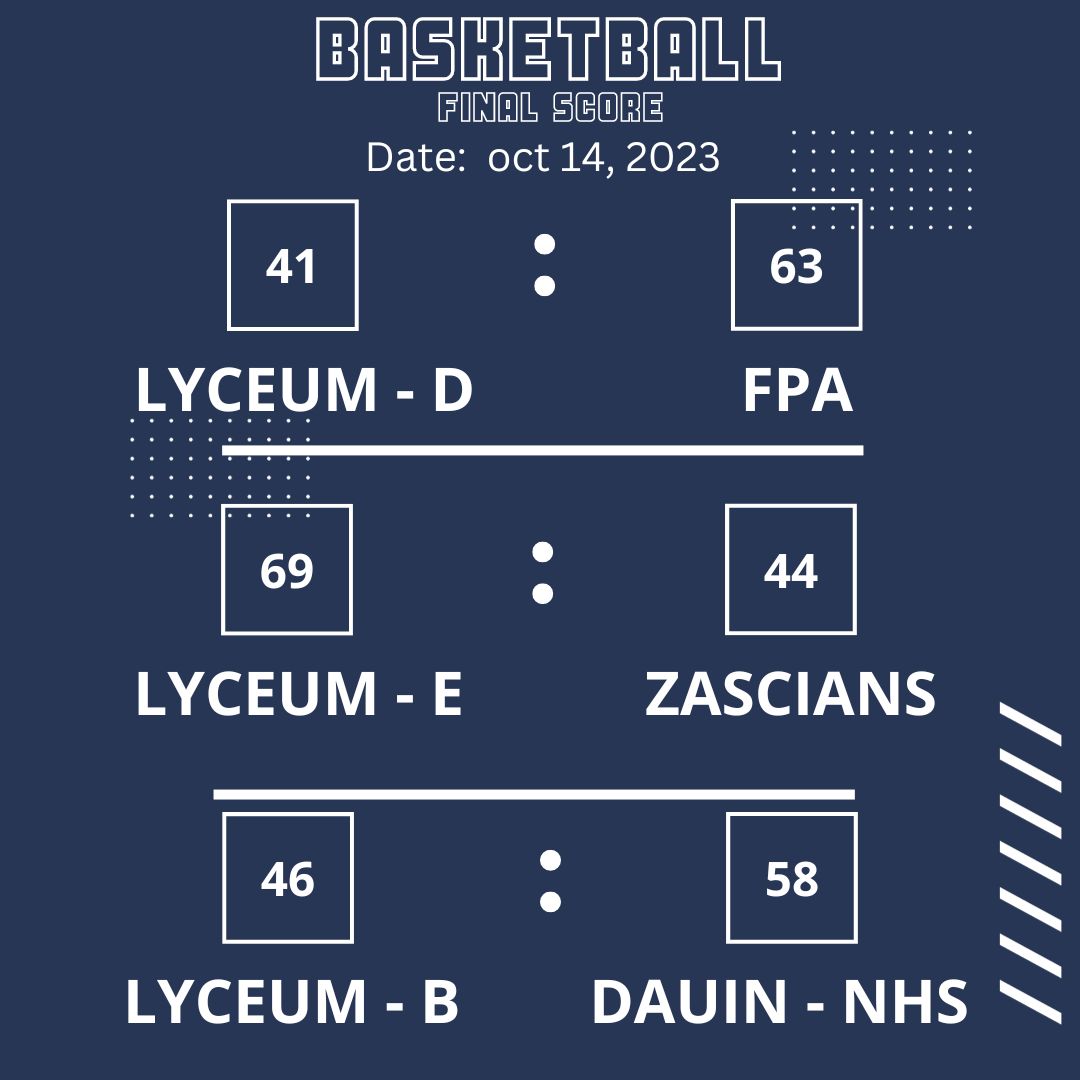 BASKETBALL
FINAL SCORE
Date: oct 14, 2023
41 : 63
LYCEUM - D FPA
69 : 44
LYCEUM - E ZASCIANS
46 : 58
LYCEUM - B DAUIN - NHS